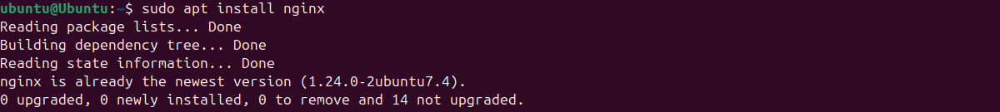 ubuntu@Ubuntu:~$ sudo apt install nginx
Reading package lists... Done
Building dependency tree... Done
Reading state information... Done
nginx is already the newest version (1.24.0-2ubuntu7.4).
0 upgraded, 0 newly installed, 0 to remove and 14 not upgraded.